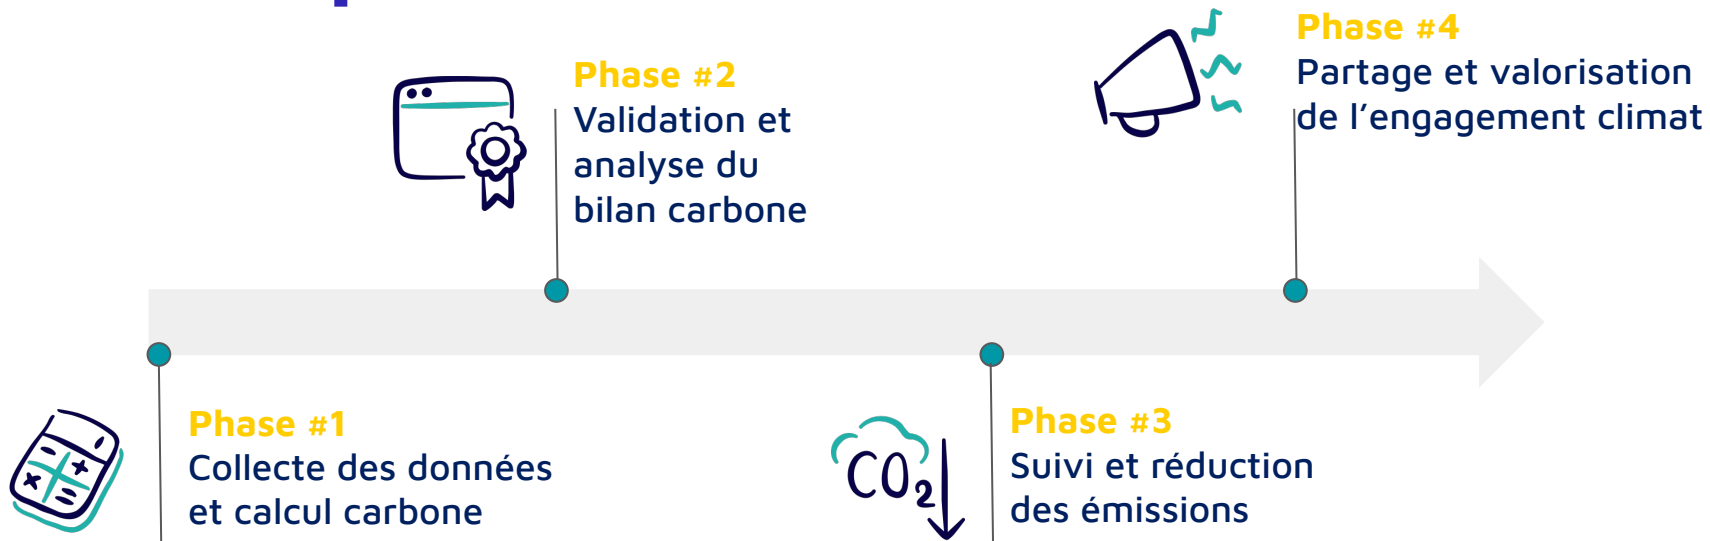 Phase #1
Collecte des données
et calcul carbone
Phase #2
Validation et
analyse du
bilan carbone
Phase #3
Suivi et réduction
des émissions
CO₂
Phase #4
Partage et valorisation
de l’engagement climat